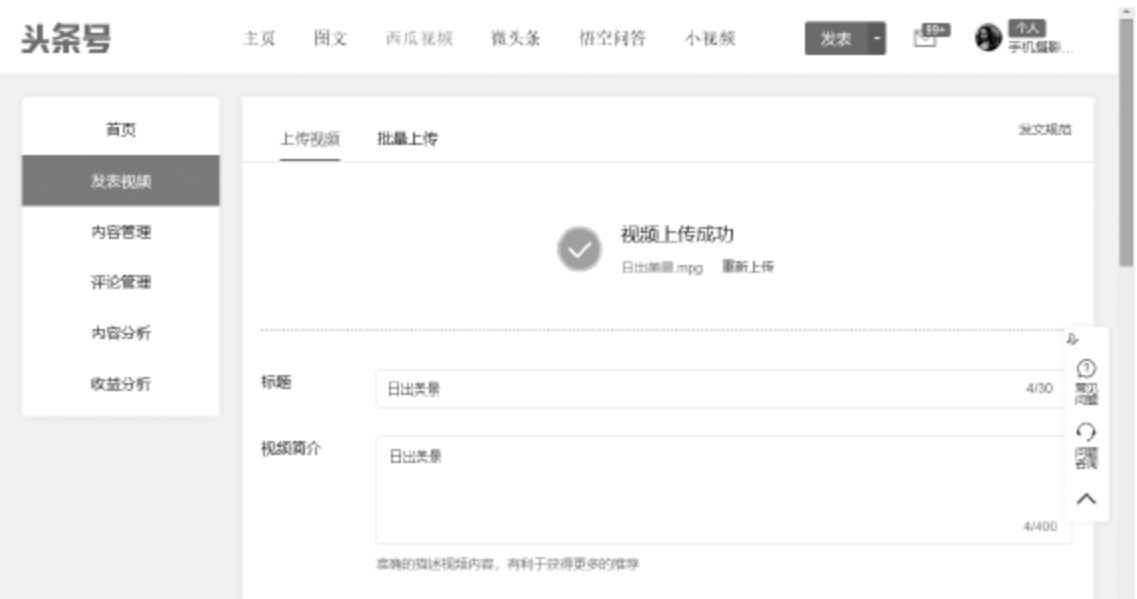 头条号
主页 图文 西瓜视频 微头条 悟空问答 小视频 发表 99+ 个人
手机摄影...
首页
发表视频
内容管理
评论管理
内容分析
收益分析
上传视频 批量上传 发文规范
视频上传成功
日出美景.mpg 重新上传
标题 日出美景 4/30
视频简介 日出美景
4/400
准确的描述视频内容,有利于获得更多的推荐
常见
问题
问题
咨询